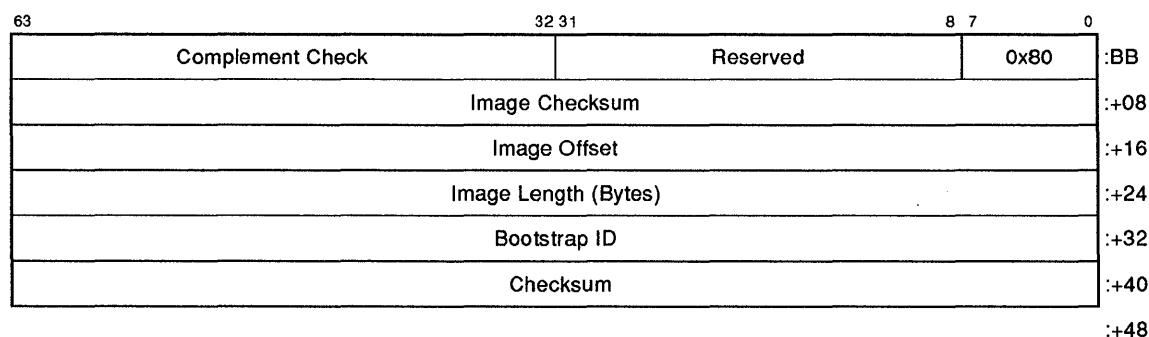 63 32 31 8 7 0
Complement Check Reserved 0x80 :BB
Image Checksum :+08
Image Offset :+16
Image Length (Bytes) :+24
Bootstrap ID :+32
Checksum :+40
:+48